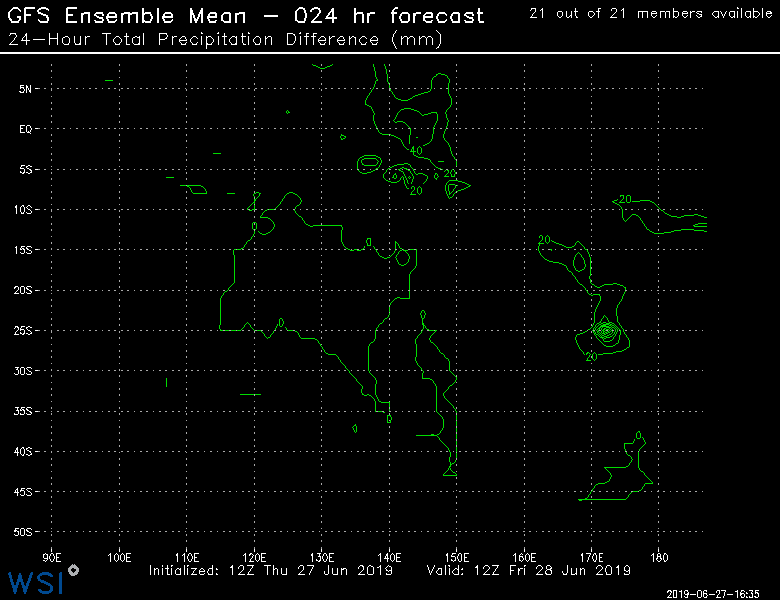 GFS Ensemble Mean – 024 hr forecast
21 out of 21 members available
24–Hour Total Precipitation Difference (mm)
5N
EQ
40
5S
20
20
10S
20
0
15S
0
20
20S
0
0
25S
20
30S
35S
0
0
40S
45S
50S
90E 100E 110E 120E 130E 140E 150E 160E 170E 180
Initialized: 12Z Thu 27 Jun 2019 Valid: 12Z Fri 28 Jun 2019
WSI
2019-06-27-16:35